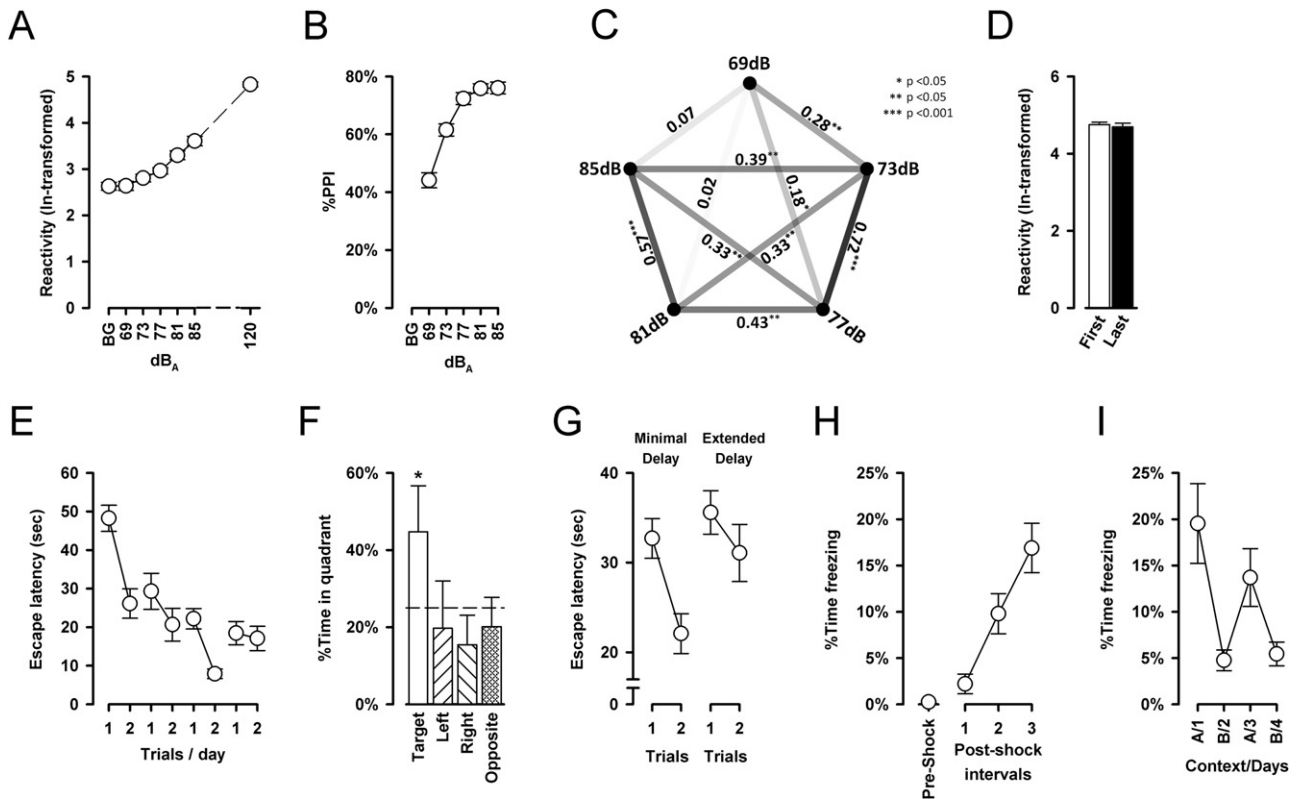 A
Reactivity (ln-transformed)
5
4
3
2
1
0
BG
69
73
77
81
85
120
dBA
B
%PPI
80%
60%
40%
20%
0%
BG
69
73
77
81
85
dBA
C
69dB
* p <0.05
** p <0.05
*** p <0.001
0.07
0.28**
85dB
0.39**
73dB
0.02
0.18*
0.57***
0.33**
0.33**
0.72***
81dB
0.43**
77dB
D
Reactivity (ln-transformed)
6
4
2
0
First
Last
E
Escape latency (sec)
60
50
40
30
20
10
0
1 2 1 2 1 2 1 2
Trials / day
F
%Time in quadrant
60%
40%
20%
0%
*
Target
Left
Right
Opposite
G
Minimal Extended
Delay Delay
Escape latency (sec)
40
30
20
0
1 2 1 2
Trials Trials
H
%Time freezing
25%
20%
15%
10%
5%
0%
Pre-Shock
1 2 3
Post-shock
intervals
I
%Time freezing
25%
20%
15%
10%
5%
0%
A/1
B/2
A/3
B/4
Context/Days